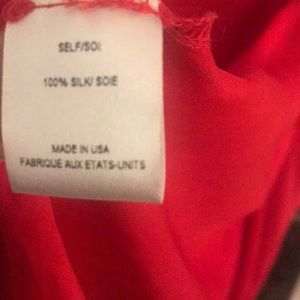 SELF/SOI:
100% SILK/ SOIE
MADE IN USA
FABRIQUE AUX ETATS-UNITS